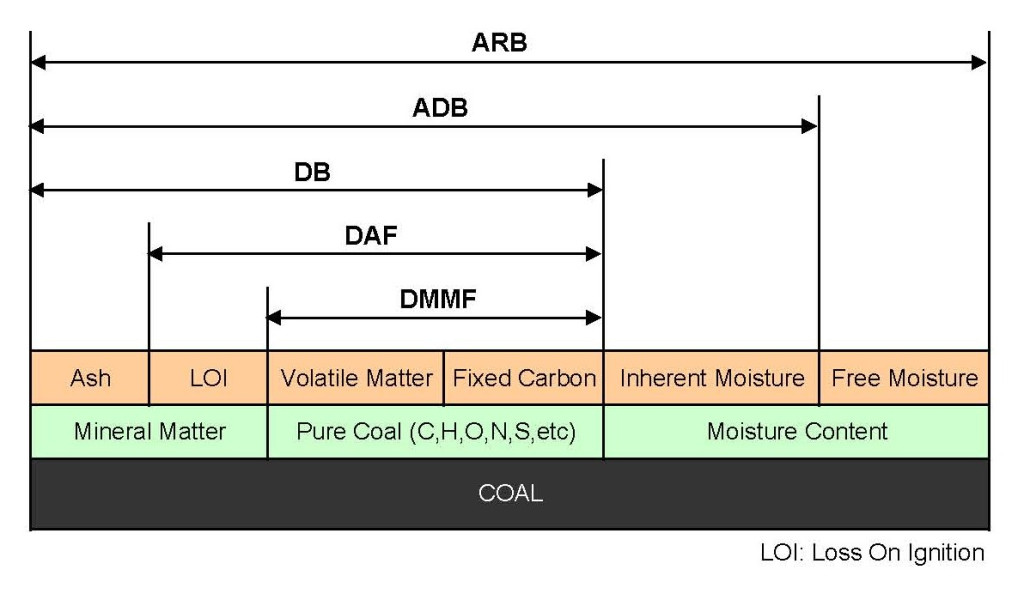 ARB
ADB
DB
DAF
DMMF
Ash LOI Volatile Matter Fixed Carbon Inherent Moisture Free Moisture
Mineral Matter Pure Coal (C,H,O,N,S,etc) Moisture Content
COAL
LOI: Loss On Ignition